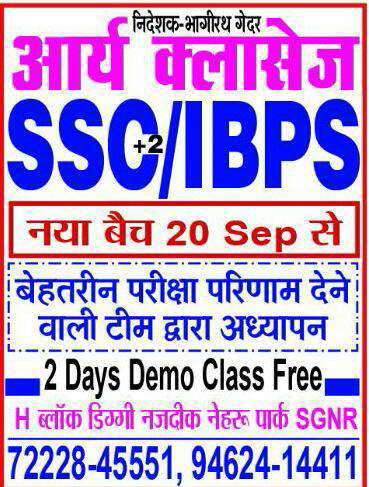 निदेशक-भागीरथ गेदर
आर्य क्लासेज
SSC+2/IBPS
नया बैच 20 Sep से
बेहतरीन परीक्षा परिणाम देने
वाली टीम द्वारा अध्यापन
2 Days Demo Class Free
H ब्लॉक डिग्गी नजदीक नेहरू पार्क SGNR
72228-45551, 94624-14411